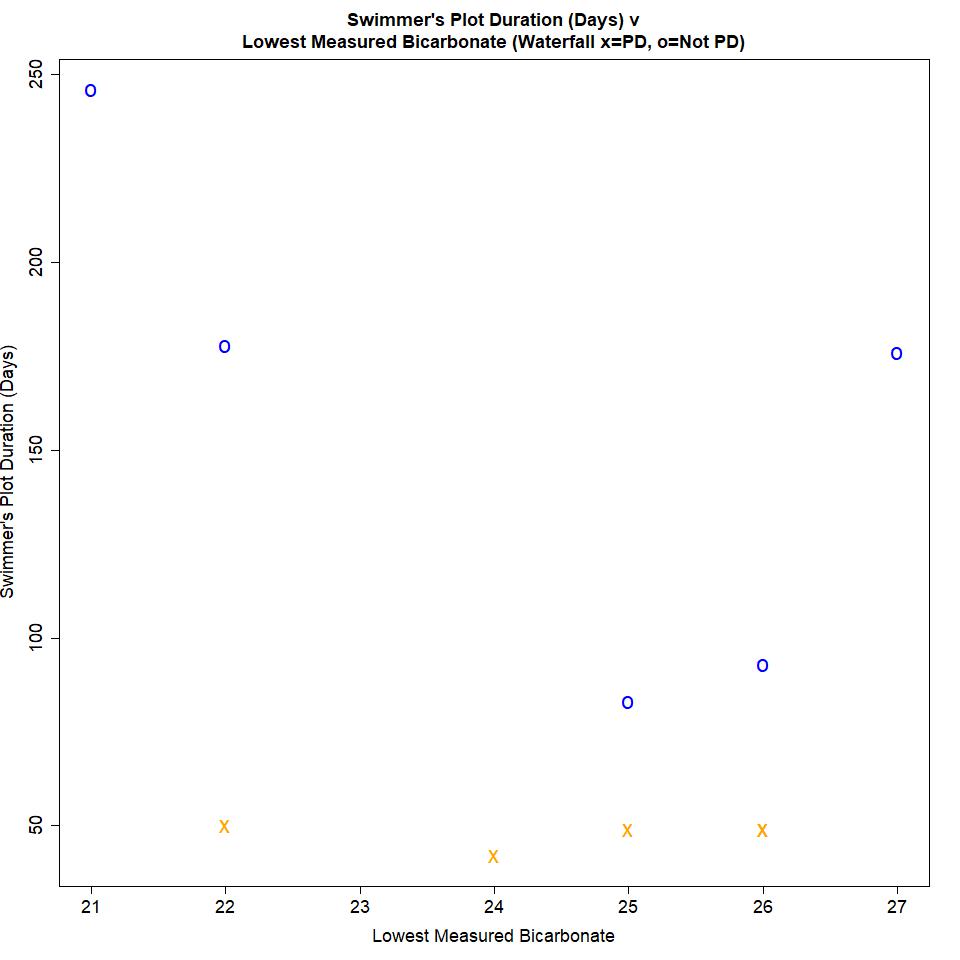 Swimmer's Plot Duration (Days) v
Lowest Measured Bicarbonate (Waterfall x=PD, o=Not PD)
250
200
150
100
50
Swimmer's Plot Duration (Days)
O
O
O
O
O
X
X
X
X
21 22 23 24 25 26 27
Lowest Measured Bicarbonate